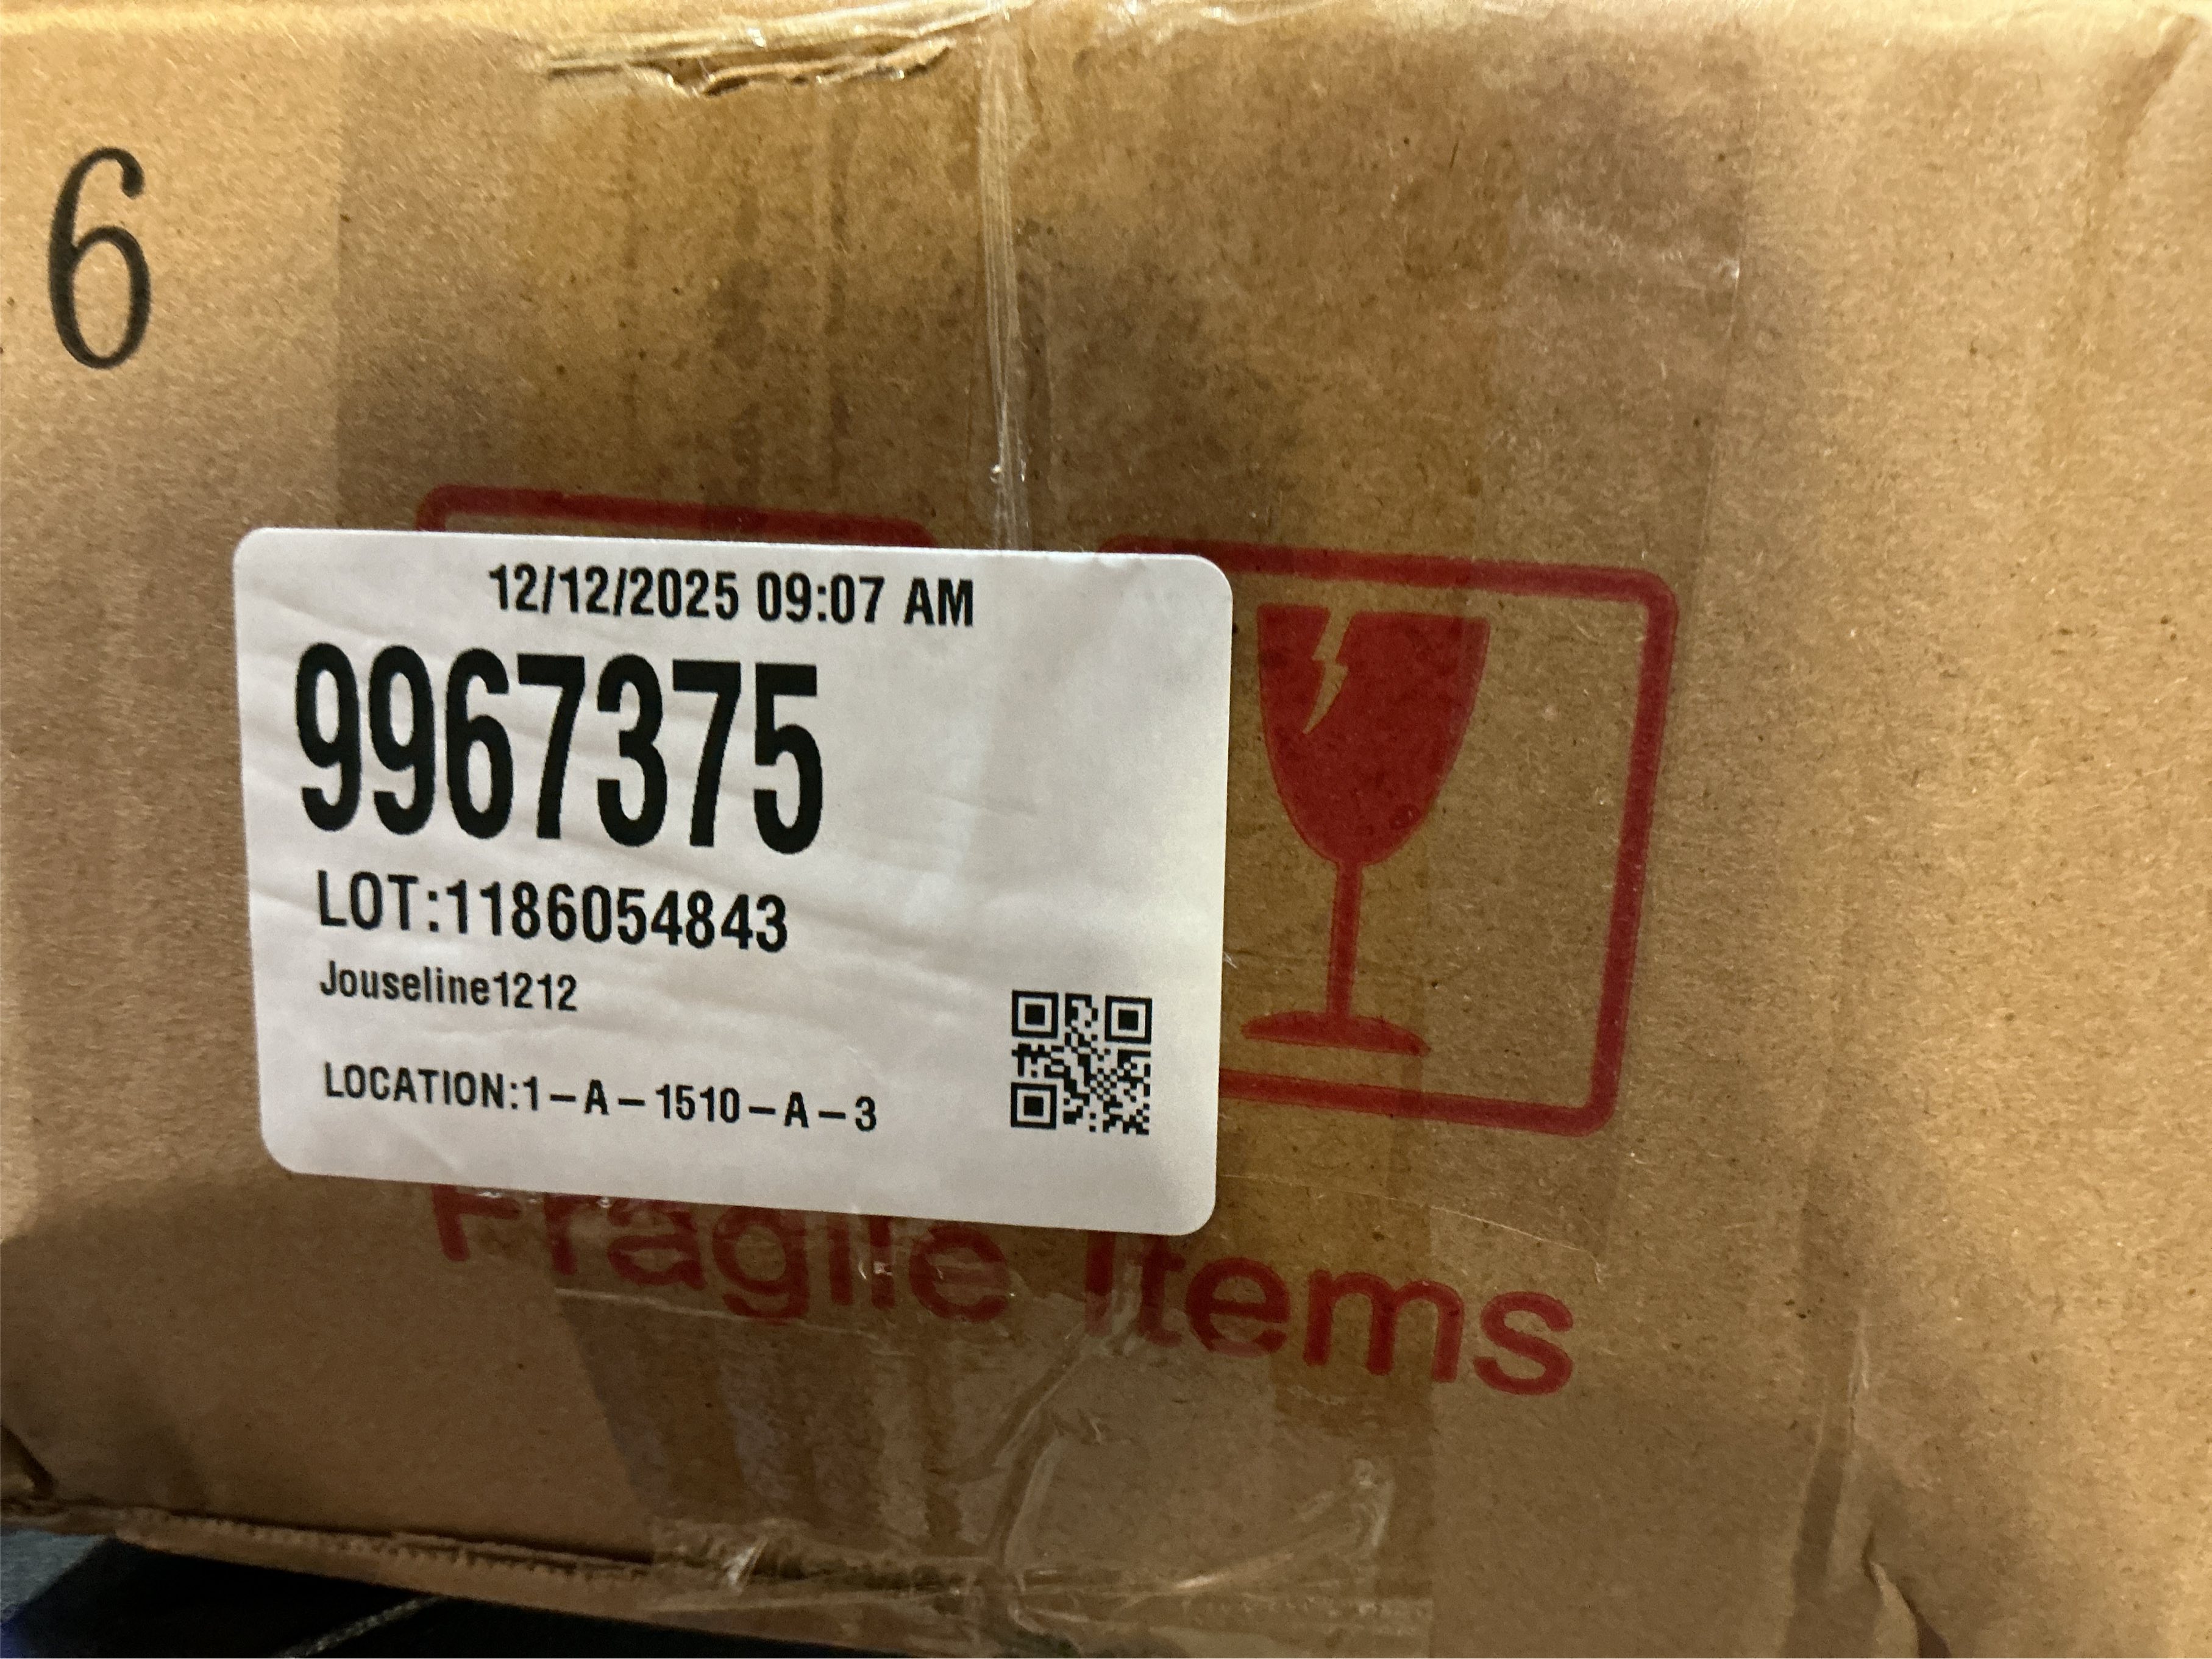 6
12/12/2025 09:07 AM
9967375
LOT:1186054843
Jouseline1212
LOCATION:1-A-1510-A-3
Fragile Items